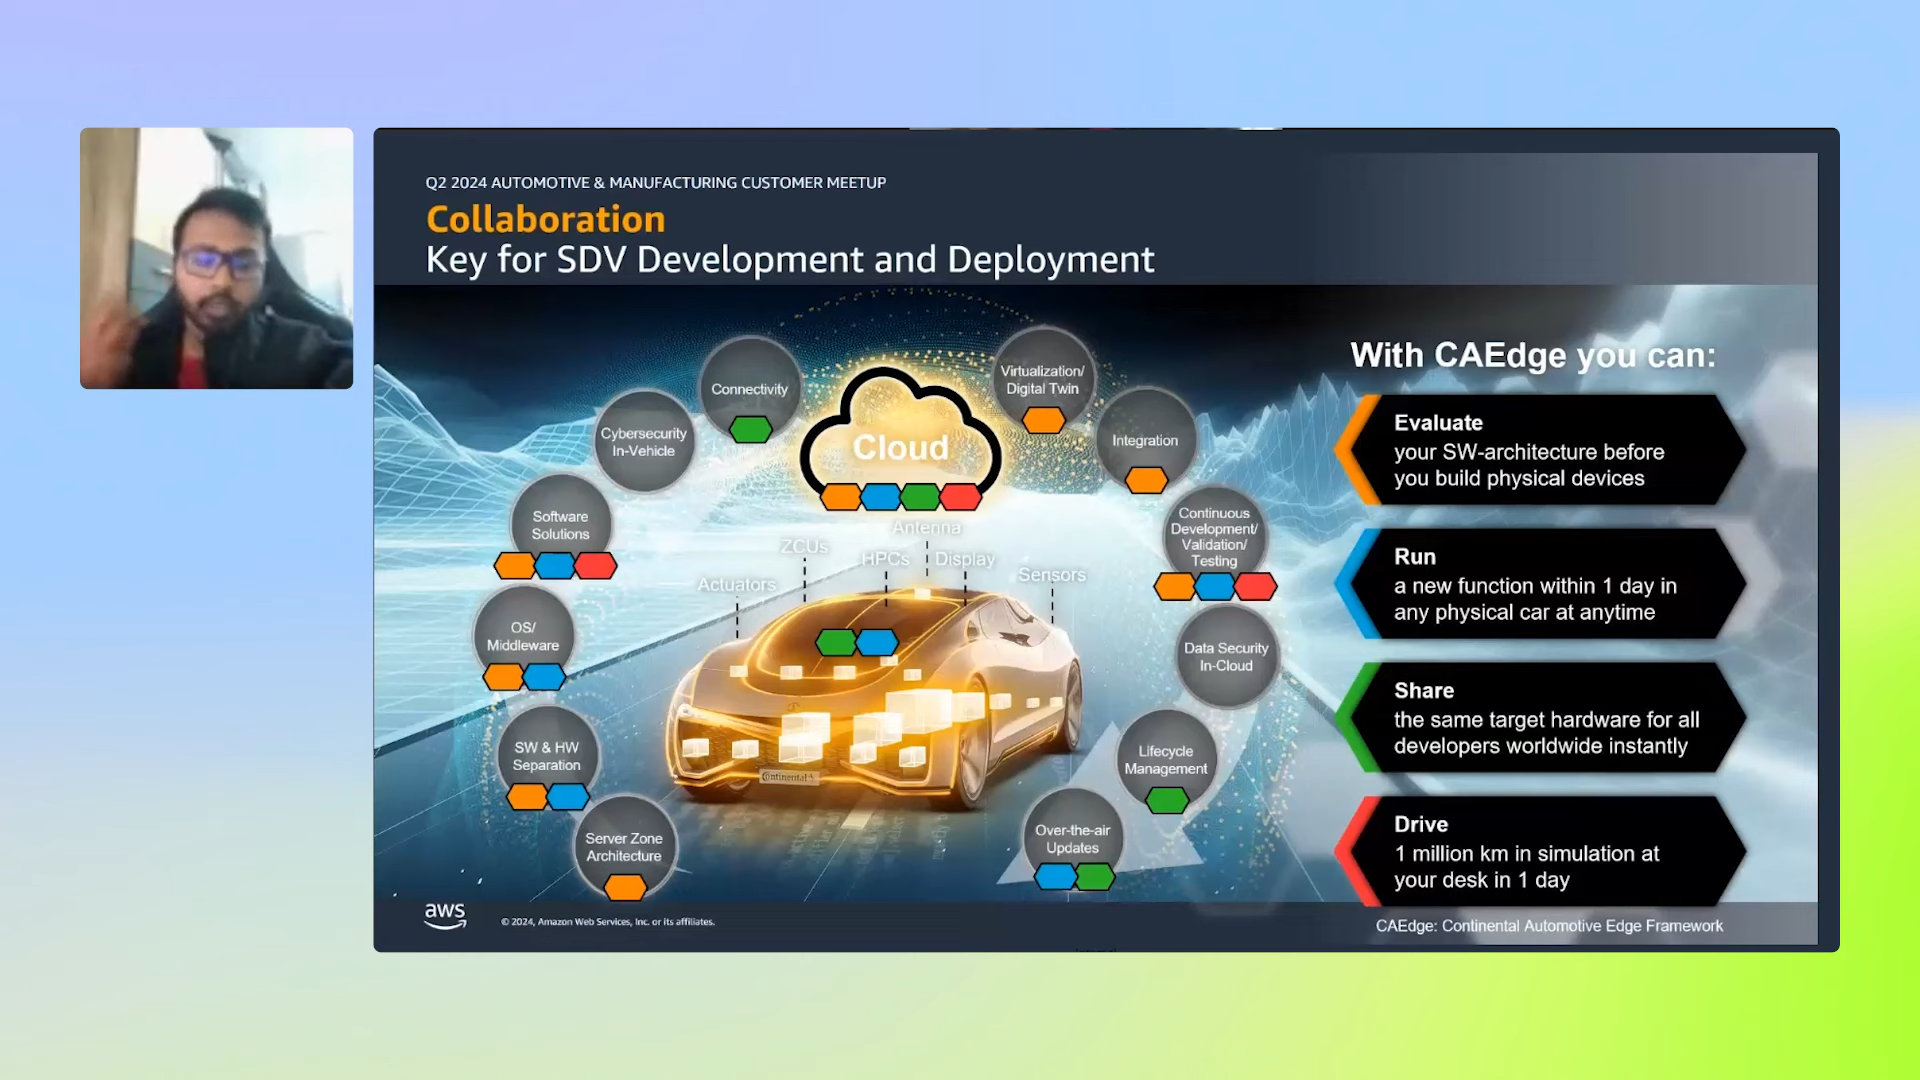 Q2 2024 AUTOMOTIVE & MANUFACTURING CUSTOMER MEETUP
Collaboration
Key for SDV Development and Deployment
Connectivity
Cybersecurity
In-Vehicle
Software
Solutions
OS/
Middleware
SW & HW
Separation
Server Zone
Architecture
Cloud
Antenna
ZCUs
HPCs
Display
Actuators
Sensors
Continental
Virtualization/
Digital Twin
Integration
Continuous
Development/
Validation/
Testing
Data Security
In-Cloud
Lifecycle
Management
Over-the-air
Updates
With CAEdge you can:
Evaluate
your SW-architecture before
you build physical devices
Run
a new function within 1 day in
any physical car at anytime
Share
the same target hardware for all
developers worldwide instantly
Drive
1 million km in simulation at
your desk in 1 day
aws
© 2024, Amazon Web Services, Inc. or its affiliates.
CAEdge: Continental Automotive Edge Framework